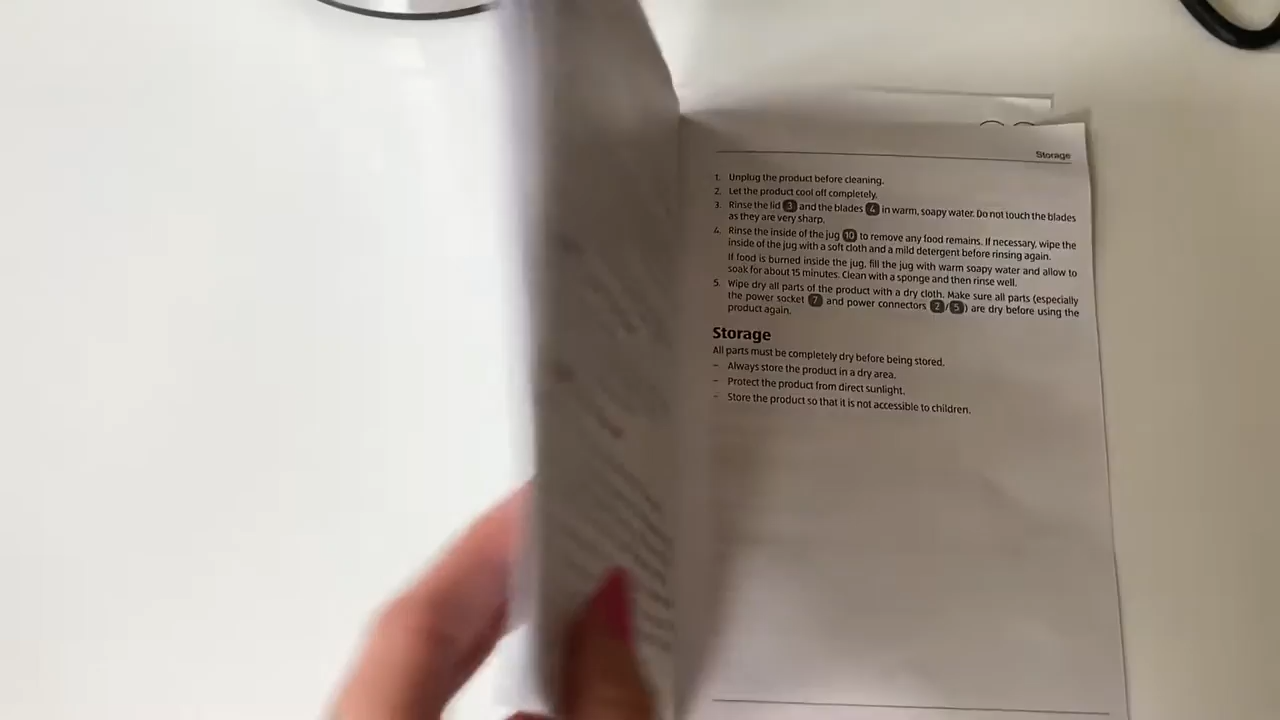 Storage
1. Unplug the product before cleaning.
2. Let the product cool off completely.
3. Rinse the lid 3 and the blades 4 in warm, soapy water. Do not touch the blades
as they are very sharp.
4. Rinse the inside of the jug 10 to remove any food remains. If necessary, wipe the
inside of the jug with a soft cloth and a mild detergent before rinsing again.
If food is burned inside the jug, fill the jug with warm soapy water and allow to
soak for about 15 minutes. Clean with a sponge and then rinse well.
5. Wipe dry all parts of the product with a dry cloth. Make sure all parts (especially
the power socket 7 and power connectors 2/5) are dry before using the
product again.
Storage
All parts must be completely dry before being stored.
– Always store the product in a dry area.
– Protect the product from direct sunlight.
– Store the product so that it is not accessible to children.